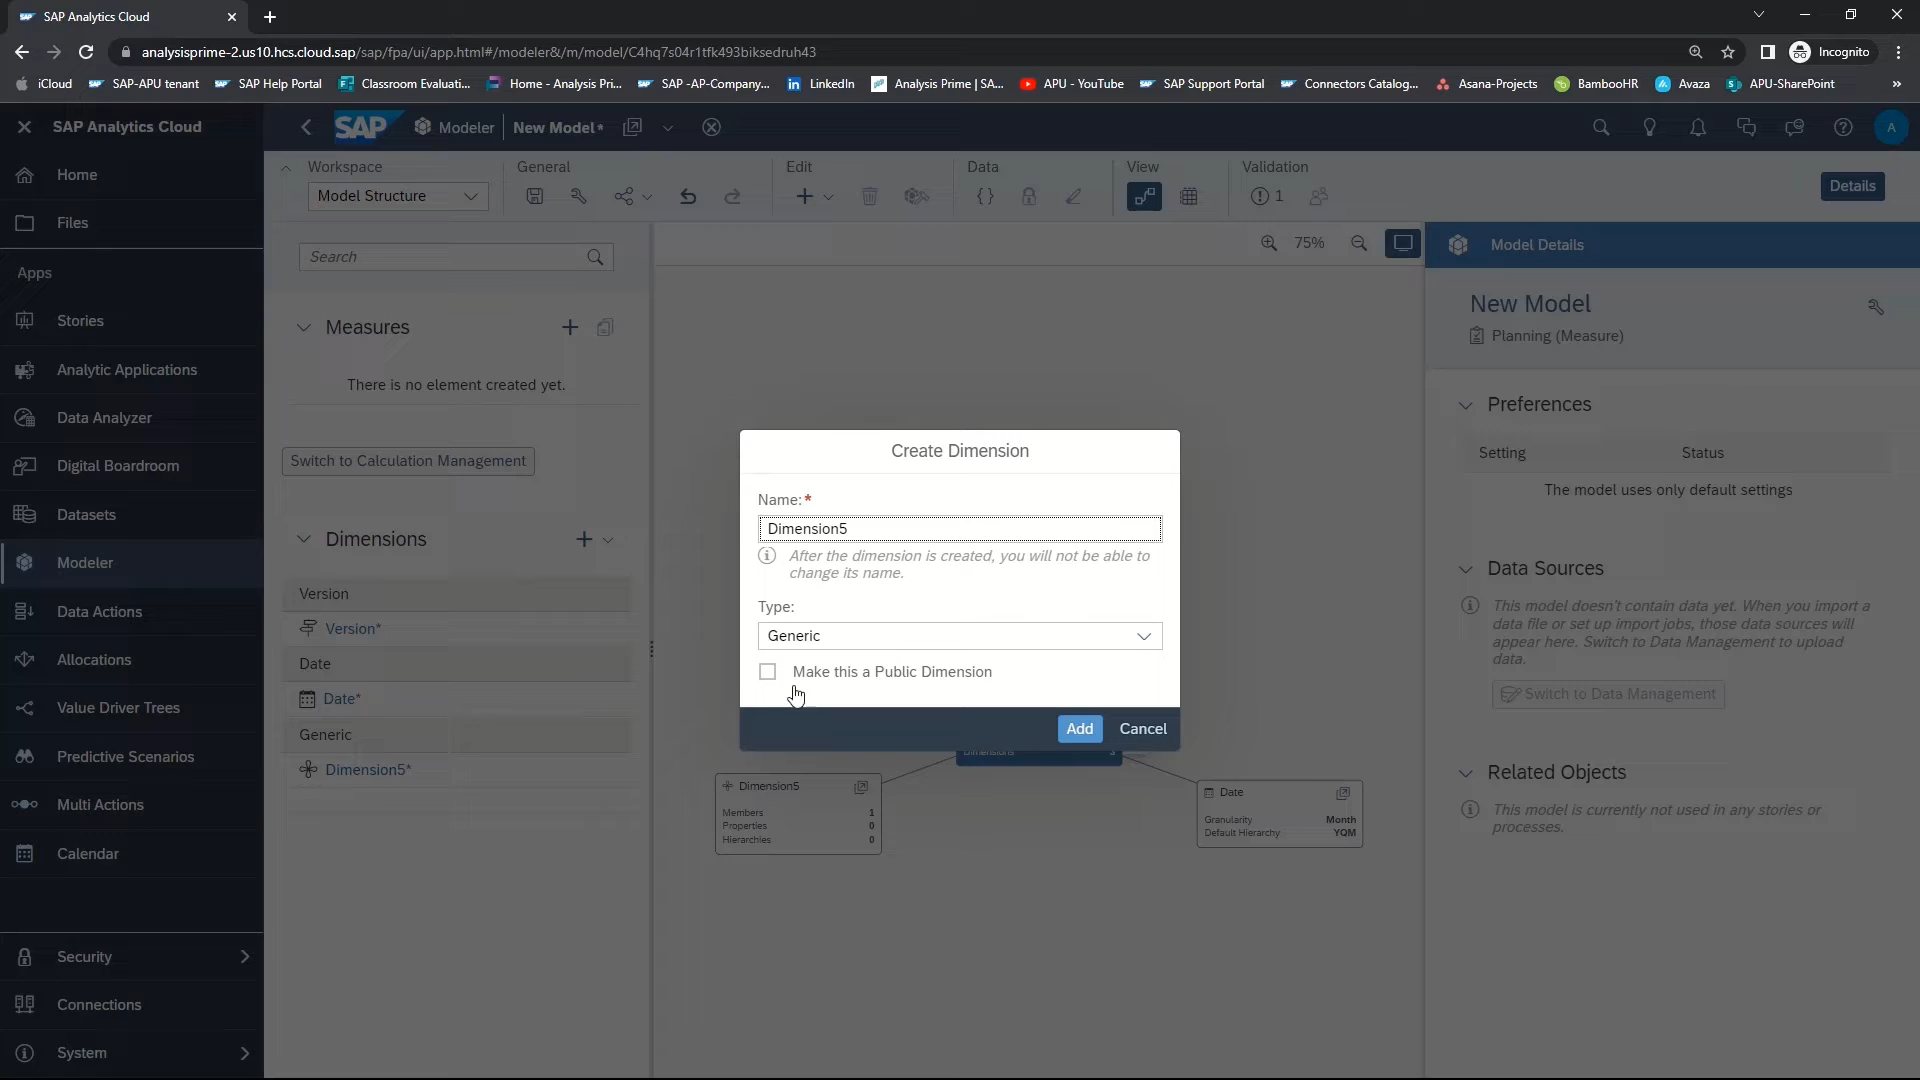 SAP Analytics Cloud
analysisprime-2.us10.hcs.cloud.sap/sap/fpa/ui/app.html#/modeler&/m/model/C4hq7s04r1tfk493biksedruh43
Incognito
iCloud
SAP-APU tenant
SAP Help Portal
Classroom Evaluati...
Home - Analysis Pri...
SAP -AP-Company...
LinkedIn
Analysis Prime | SA...
APU - YouTube
SAP Support Portal
Connectors Catalog...
Asana-Projects
BambooHR
Avaza
APU-SharePoint
SAP Analytics Cloud
SAP
Modeler
New Model*
A
Home
Files
Apps
Stories
Analytic Applications
Data Analyzer
Digital Boardroom
Datasets
Modeler
Data Actions
Allocations
Value Driver Trees
Predictive Scenarios
Multi Actions
Calendar
Security
Connections
System
Workspace
Model Structure
General
Edit
Data
View
Validation
1
Details
Search
Measures
There is no element created yet.
Switch to Calculation Management
Dimensions
Version
Version*
Date
Date*
Generic
Dimension5*
75%
Create Dimension
Name:*
Dimension5
After the dimension is created, you will not be able to
change its name.
Type:
Generic
Make this a Public Dimension
Add
Cancel
Dimensions 3
Dimension5
Members 1
Properties 0
Hierarchies 0
Date
Granularity Month
Default Hierarchy YQM
Model Details
New Model
Planning (Measure)
Preferences
Setting
Status
The model uses only default settings
Data Sources
This model doesn't contain data yet. When you import a
data file or set up import jobs, those data sources will
appear here. Switch to Data Management to upload
data.
Switch to Data Management
Related Objects
This model is currently not used in any stories or
processes.